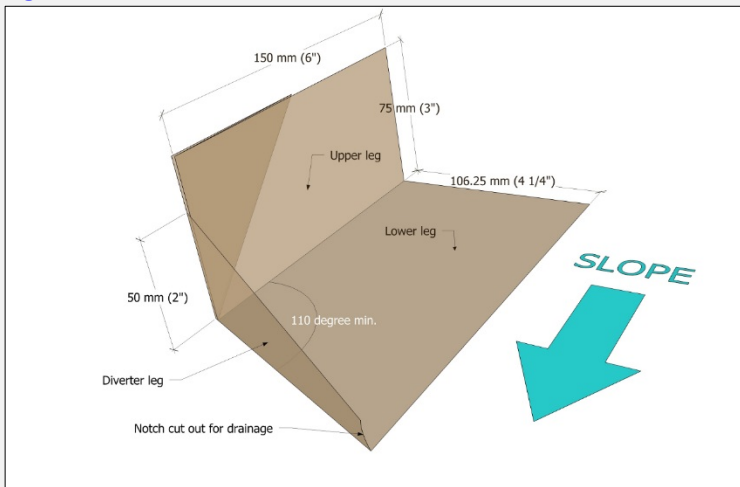 150 mm (6")
75 mm (3")
Upper leg
106.25 mm (4 1/4")
Lower leg
SLOPE
50 mm (2")
110 degree min.
Diverter leg
Notch cut out for drainage